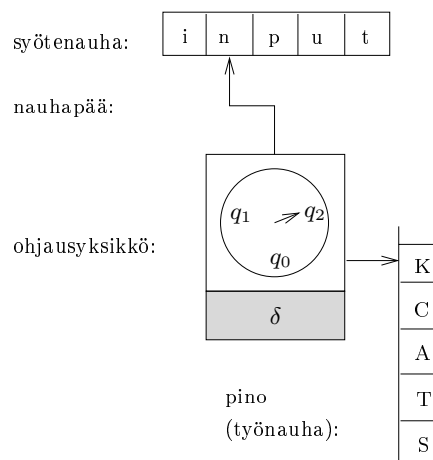 syötenauha: i n p u t
nauhapää:
q₁ q₂
ohjausyksikkö:
q₀
K
δ
C
A
pino
T
(työnauha):
S